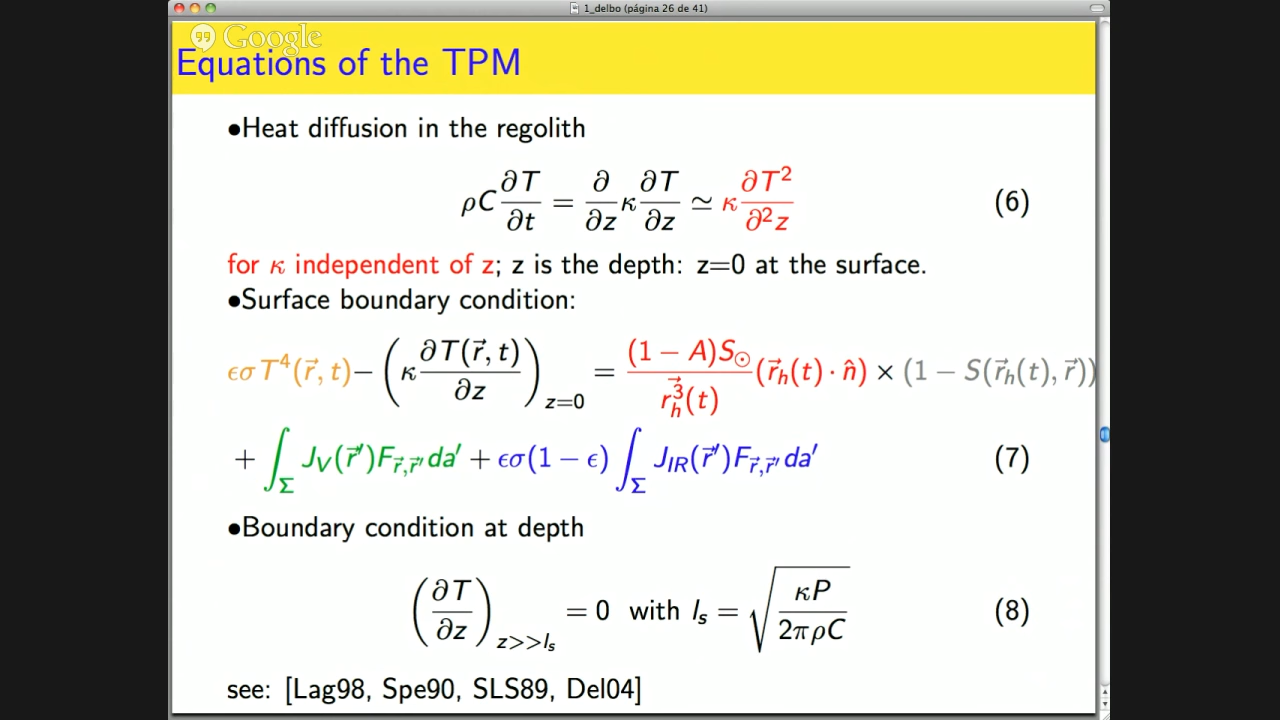 1_delbo (página 26 de 41)
Google
Equations of the TPM
●Heat diffusion in the regolith
ρC ∂T/∂t = ∂/∂z κ ∂T/∂z ≃ κ ∂T²/∂²z (6)
for κ independent of z; z is the depth: z=0 at the surface.
●Surface boundary condition:
ϵσT⁴(r⃗, t) − (κ ∂T(r⃗, t)/∂z)_{z=0} = (1 − A)S_⊙/r⃗_h³(t) (r⃗_h(t) · n̂) × (1 − S(r⃗_h(t), r⃗))
+ ∫_Σ J_V(r⃗′)F_{r⃗,r⃗′}da′ + ϵσ(1 − ϵ) ∫_Σ J_{IR}(r⃗′)F_{r⃗,r⃗′}da′ (7)
●Boundary condition at depth
(∂T/∂z)_{z>>l_s} = 0 with l_s = √(κP/2πρC) (8)
see: [Lag98, Spe90, SLS89, Del04]